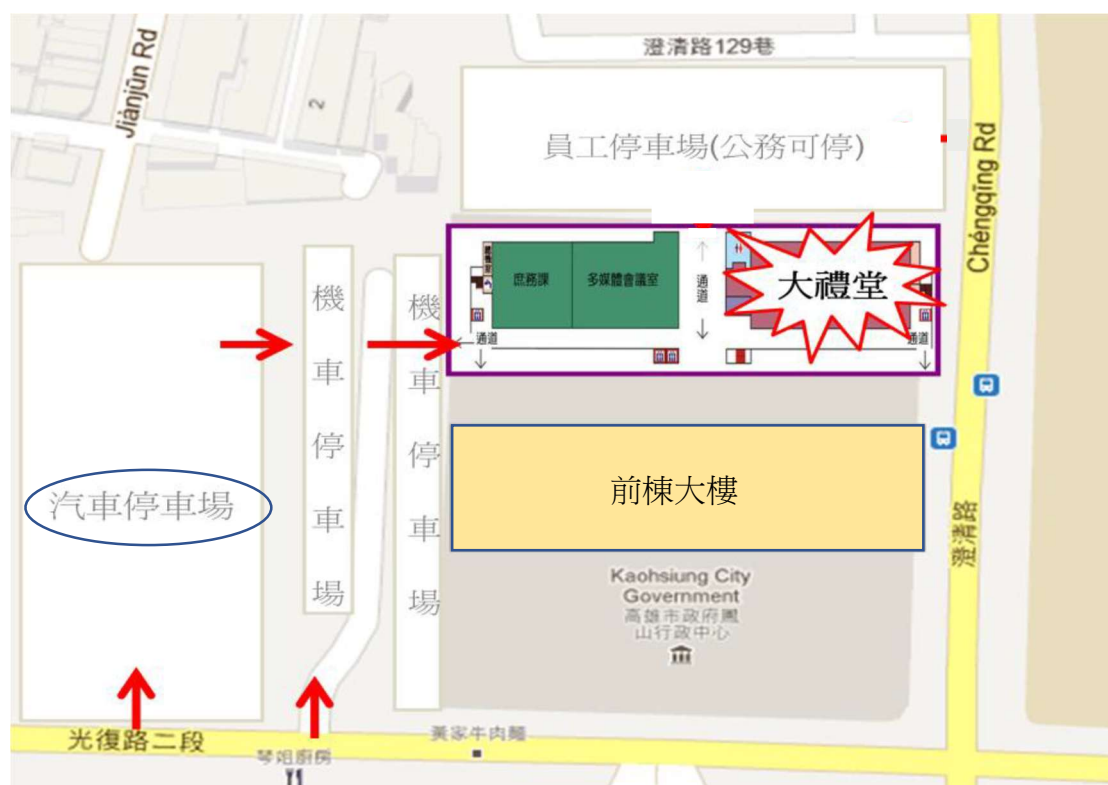 Jiànjūn Rd
2
澄清路129巷
員工停車場(公務可停)
Chéngqīng Rd
庶務課
多媒體會議室
通道
大禮堂
通道
通道
機車停車場
機車停車場
汽車停車場
前棟大樓
澄清路
Kaohsiung City
Government
高雄市政府鳳
山行政中心
光復路二段
琴姐廚房
黃家牛肉麵